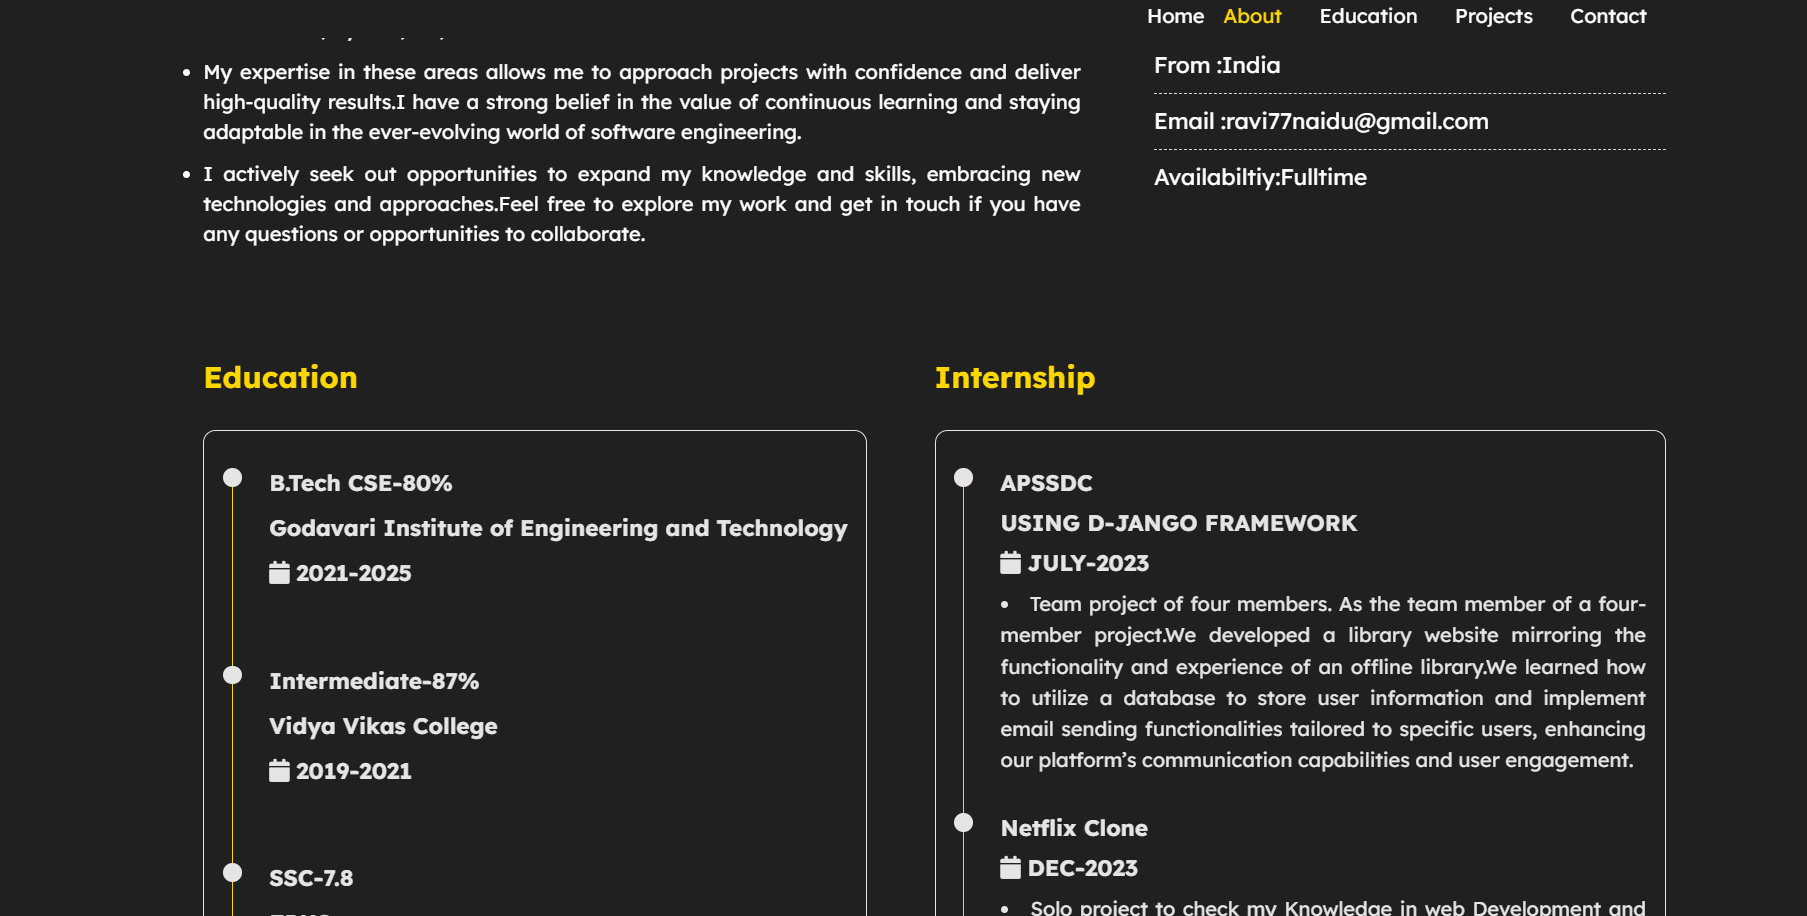 Home About Education Projects Contact
My expertise in these areas allows me to approach projects with confidence and deliver
high-quality results.I have a strong belief in the value of continuous learning and staying
adaptable in the ever-evolving world of software engineering.
I actively seek out opportunities to expand my knowledge and skills, embracing new
technologies and approaches.Feel free to explore my work and get in touch if you have
any questions or opportunities to collaborate.
From :India
Email :ravi77naidu@gmail.com
Availabiltiy:Fulltime
Education
B.Tech CSE-80%
Godavari Institute of Engineering and Technology
2021-2025
Intermediate-87%
Vidya Vikas College
2019-2021
SSC-7.8
Internship
APSSDC
USING D-JANGO FRAMEWORK
JULY-2023
Team project of four members. As the team member of a four-
member project.We developed a library website mirroring the
functionality and experience of an offline library.We learned how
to utilize a database to store user information and implement
email sending functionalities tailored to specific users, enhancing
our platform’s communication capabilities and user engagement.
Netflix Clone
DEC-2023
Solo project to check my Knowledge in web Development and